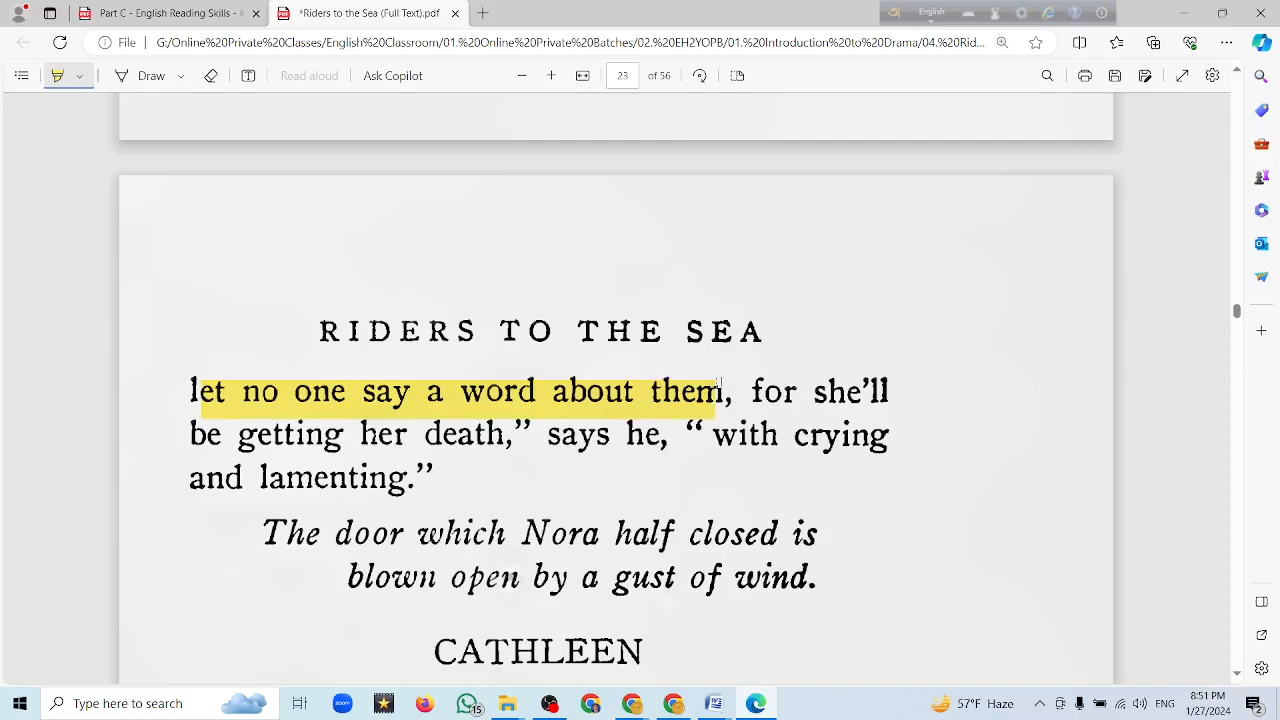 Part C - English Reading Skills - K
*Riders to the Sea (Full Text).pdf
English
File
G:/Online%20Private%20Classes/English%20Classroom/01.%20Online%20Private%20Batches/02.%20EH2YOPB/01.%20Introduction%20to%20Drama/04.%20Rid...
Draw
Read aloud
Ask Copilot
23 of 56
RIDERS TO THE SEA
let no one say a word about them, for she'll
be getting her death,” says he, “ with crying
and lamenting.”
The door which Nora half closed is
blown open by a gust of wind.
CATHLEEN
Type here to search
zoom
15
57°F Haze
ENG
8:51 PM
1/27/2024
2